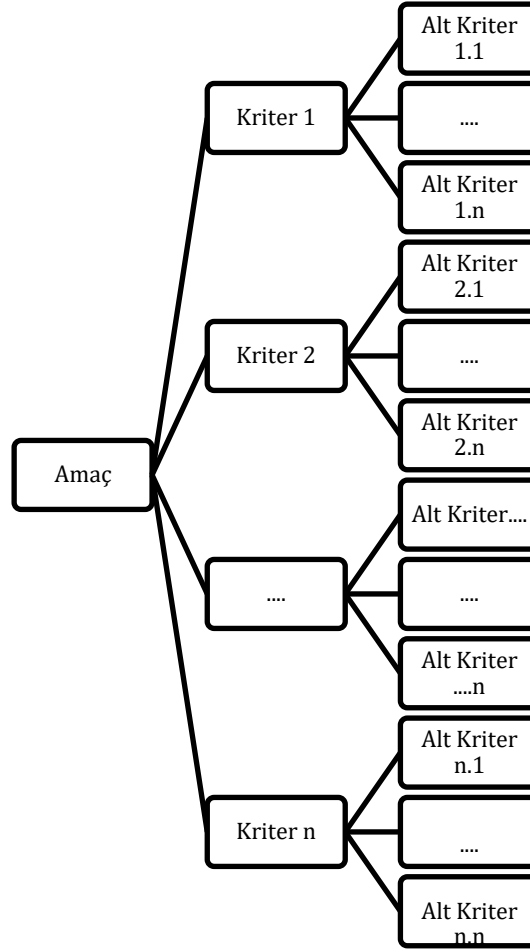 Alt Kriter
1.1
Kriter 1
....
Alt Kriter
1.n
Alt Kriter
2.1
Kriter 2
....
Alt Kriter
2.n
Amaç
Alt Kriter....
....
....
Alt Kriter
....n
Alt Kriter
n.1
Kriter n
....
Alt Kriter
n.n